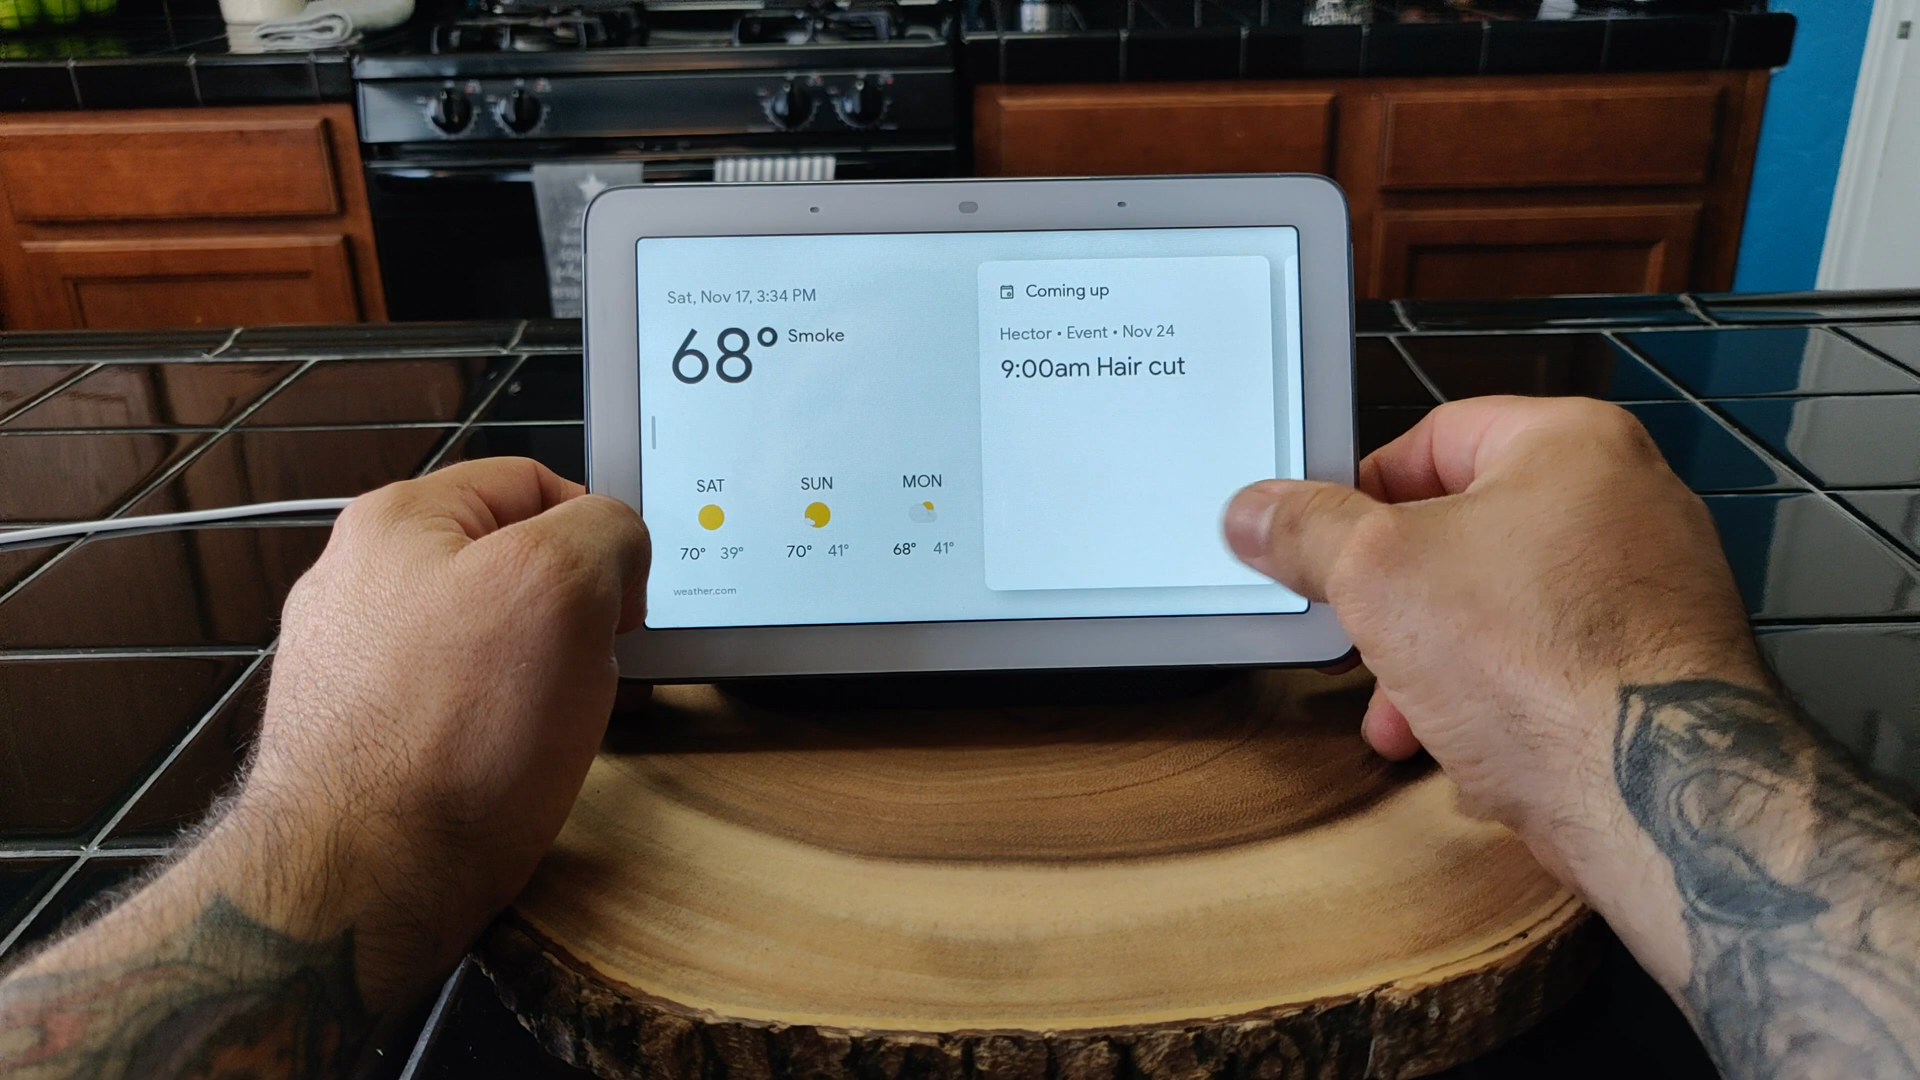 Sat, Nov 17, 3:34 PM
68° Smoke
SAT SUN MON
70° 39° 70° 41° 68° 41°
weather.com
Coming up
Hector • Event • Nov 24
9:00am Hair cut